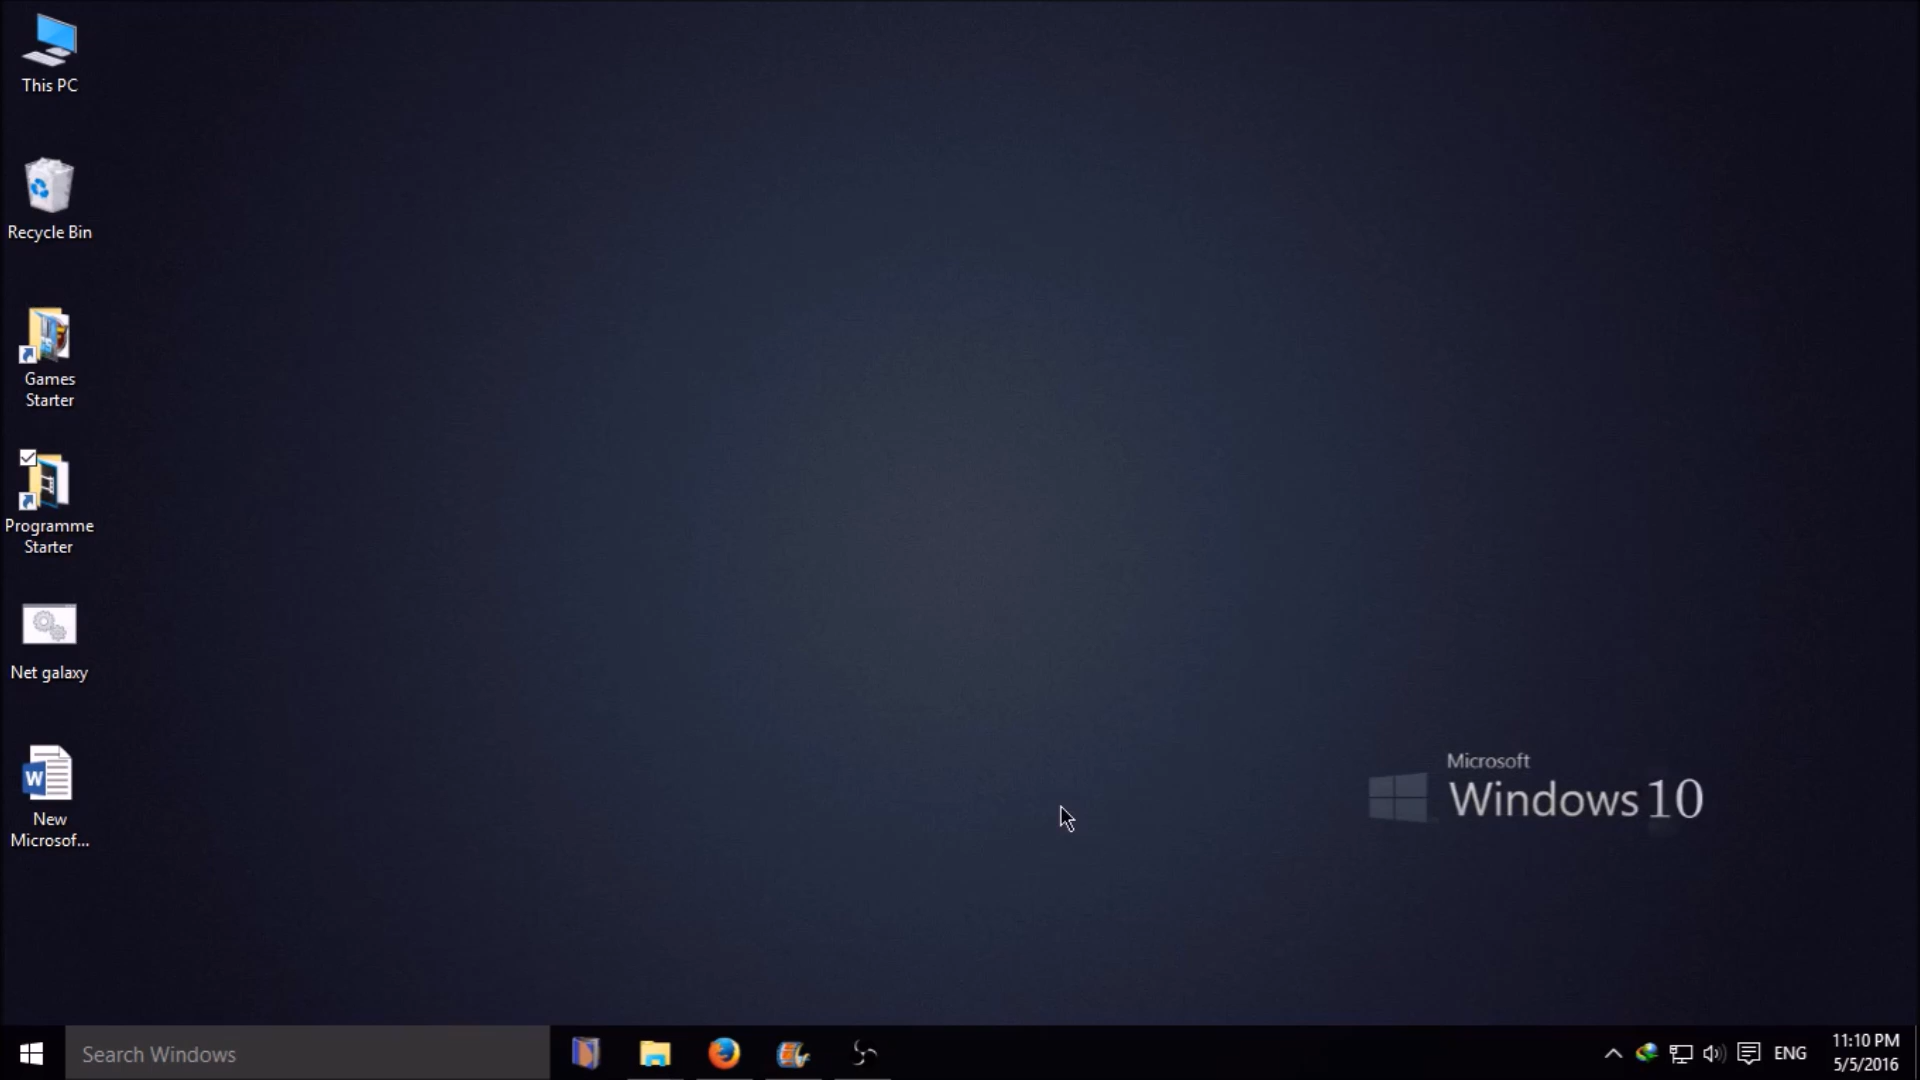 This PC
Recycle Bin
Games
Starter
Programme
Starter
Net galaxy
W
New
Microsof...
Microsoft
Windows 10
Search Windows
ENG
11:10 PM
5/5/2016